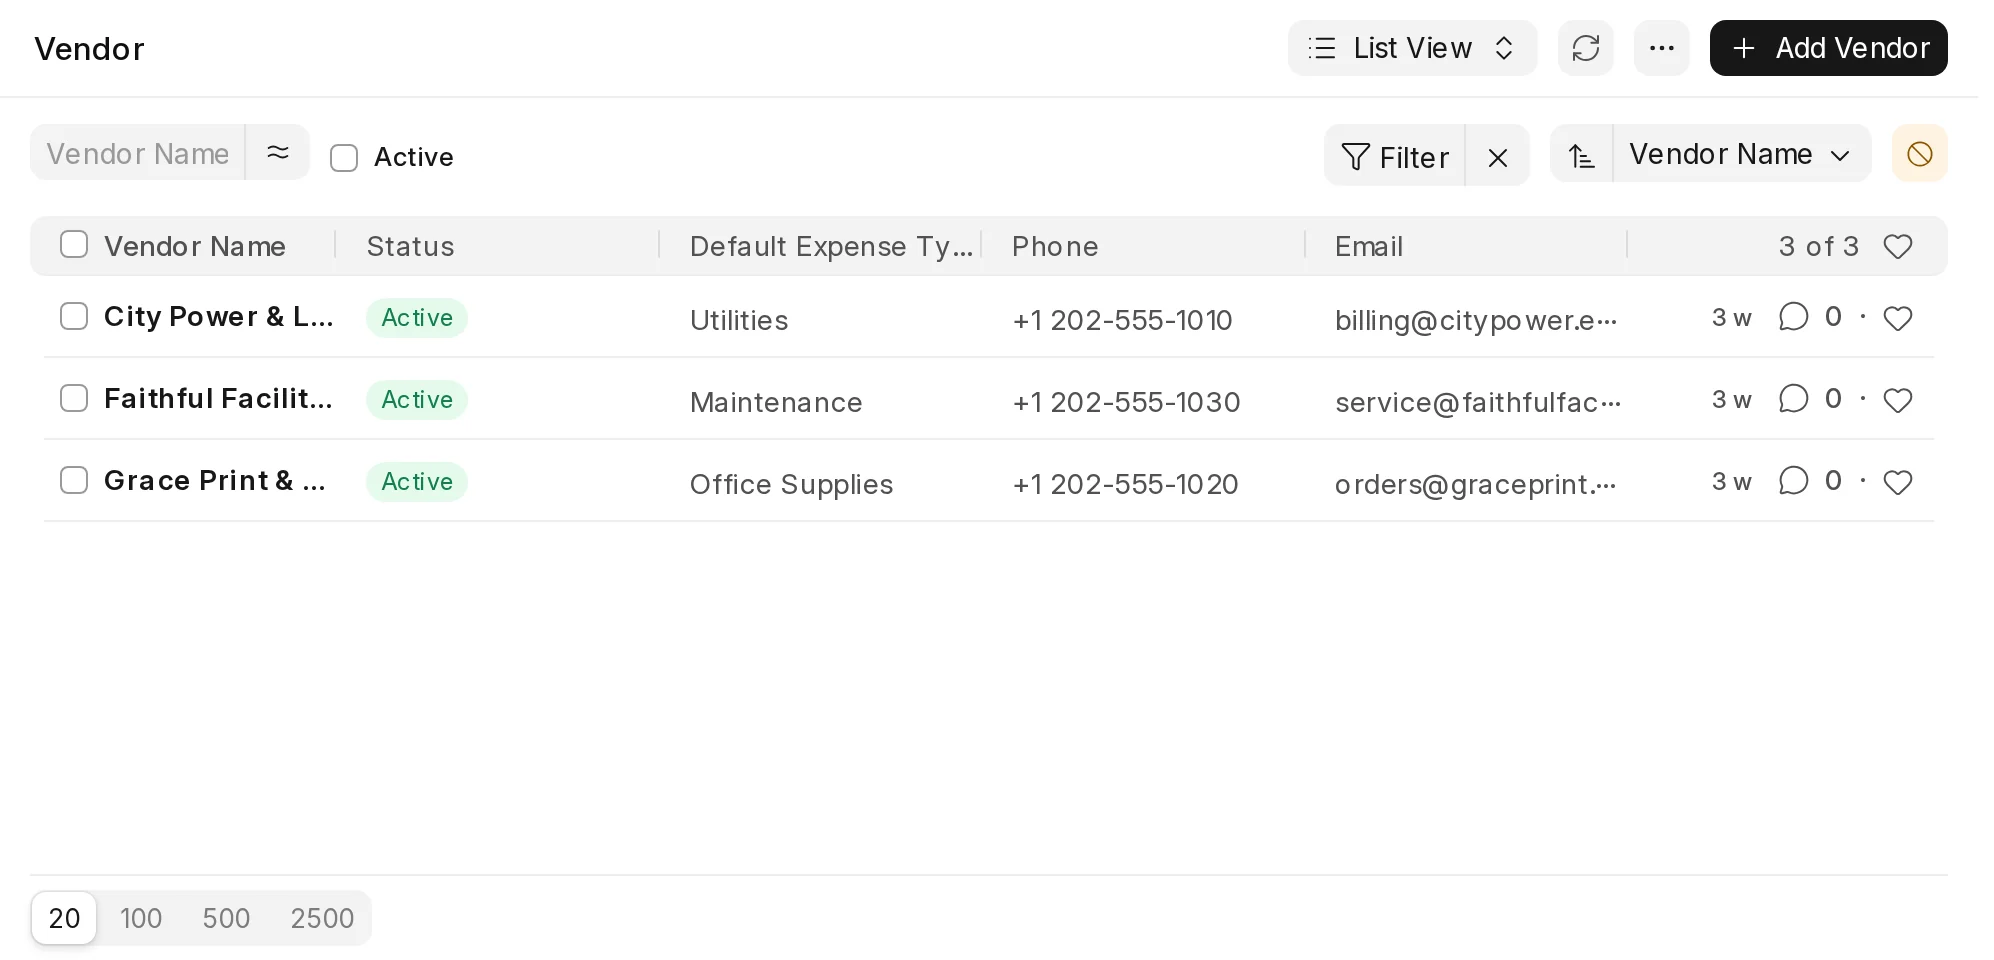 Vendor
List View
Add Vendor
Vendor Name
Active
Filter
Vendor Name
Vendor Name Status Default Expense Ty... Phone Email 3 of 3
City Power & L... Active Utilities +1 202-555-1010 billing@citypower.e... 3 w 0 ·
Faithful Facilit... Active Maintenance +1 202-555-1030 service@faithfulfac... 3 w 0 ·
Grace Print & ... Active Office Supplies +1 202-555-1020 orders@graceprint.... 3 w 0 ·
20 100 500 2500